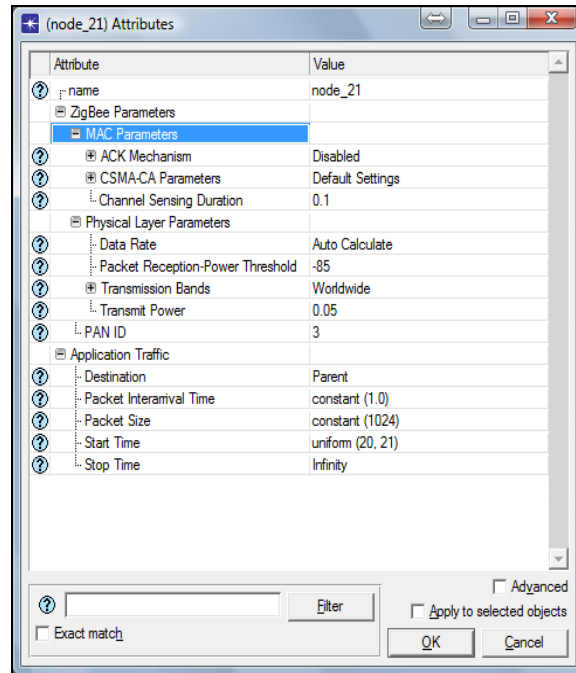 (node_21) Attributes
Attribute Value
name node_21
ZigBee Parameters
MAC Parameters
ACK Mechanism Disabled
CSMA-CA Parameters Default Settings
Channel Sensing Duration 0.1
Physical Layer Parameters
Data Rate Auto Calculate
Packet Reception-Power Threshold -85
Transmission Bands Worldwide
Transmit Power 0.05
PAN ID 3
Application Traffic
Destination Parent
Packet Interarrival Time constant (1.0)
Packet Size constant (1024)
Start Time uniform (20, 21)
Stop Time Infinity
Advanced
Filter Apply to selected objects
Exact match
OK Cancel